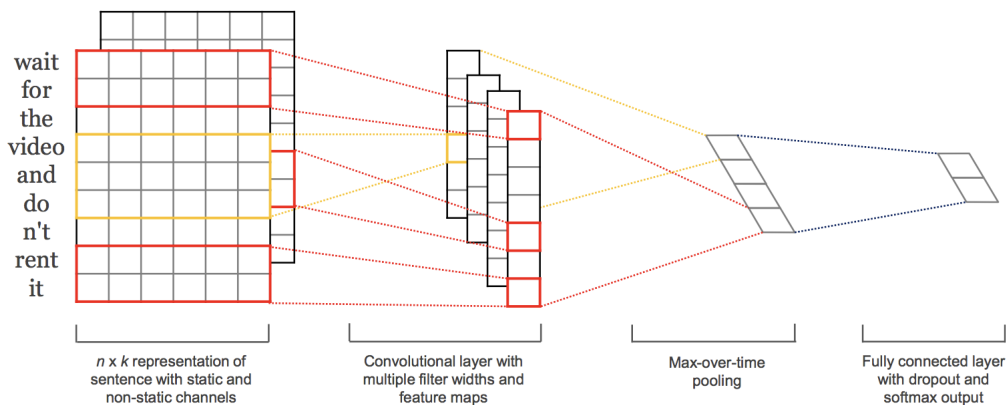 wait
for
the
video
and
do
n't
rent
it
n x k representation of
sentence with static and
non-static channels
Convolutional layer with
multiple filter widths and
feature maps
Max-over-time
pooling
Fully connected layer
with dropout and
softmax output